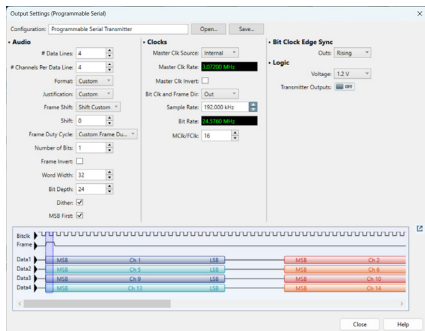 Output Settings (Programmable Serial)
Configuration: Programmable Serial Transmitter Open... Save...
Audio
# Data Lines: 4
# Channels Per Data Line: 4
Format: Custom
Justification: Custom
Frame Shift: Shift Custom
Shift: 0
Frame Duty Cycle: Custom Frame Du...
Number of Bits: 1
Frame Invert:
Word Width: 32
Bit Depth: 24
Dither:
MSB First:
Clocks
Master Clk Source: Internal
Master Clk Rate: 3.07200 MHz
Master Clk Invert:
Bit Clk and Frame Dir: Out
Sample Rate: 192.000 kHz
Bit Rate: 24.5760 MHz
MClk/FClk: 16
Bit Clock Edge Sync
Outs: Rising
Logic
Voltage: 1.2 V
Transmitter Outputs: OFF
Bitclk
Frame
Data1 MSB Ch 1 LSB MSB Ch 2
Data2 MSB Ch 5 LSB MSB Ch 6
Data3 MSB Ch 9 LSB MSB Ch 10
Data4 MSB Ch 13 LSB MSB Ch 14
Close Help